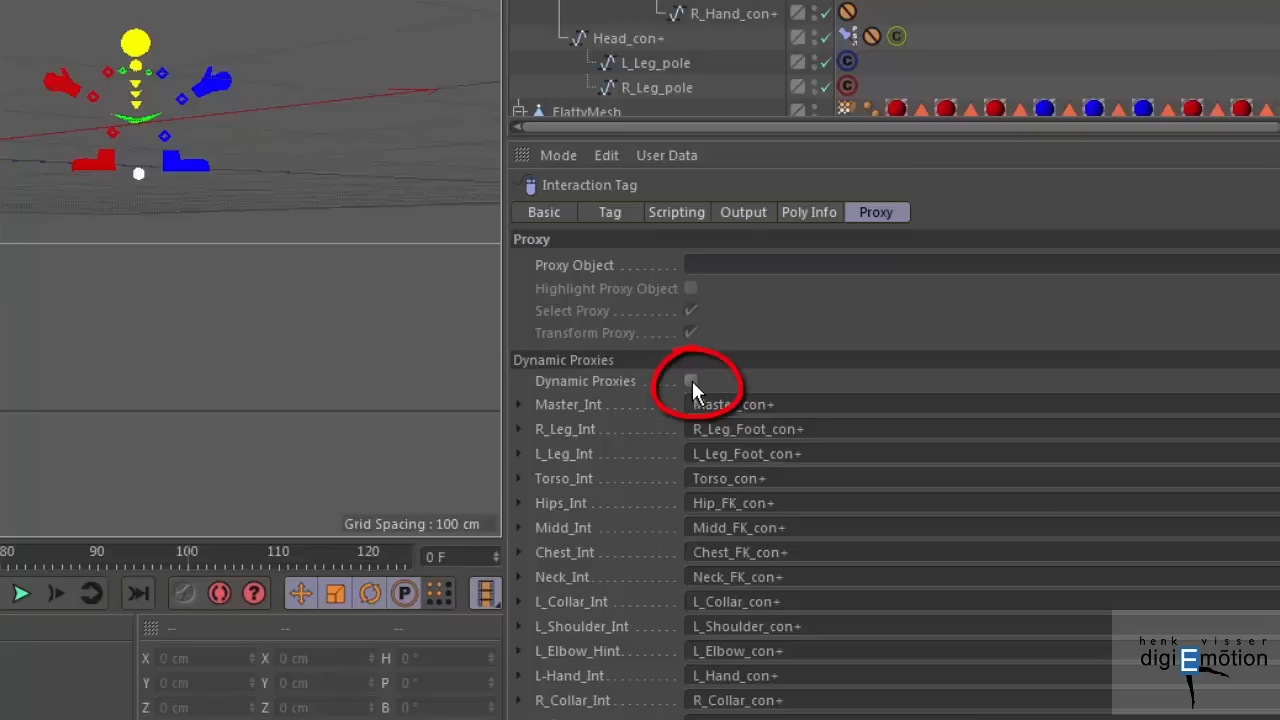 R_Hand_con+
Head_con+
L_Leg_pole
R_Leg_pole
FlattyMesh
Mode Edit User Data
Interaction Tag
Basic Tag Scripting Output Poly Info Proxy
Proxy
Proxy Object
Highlight Proxy Object
Select Proxy
Transform Proxy
Dynamic Proxies
Dynamic Proxies
Master_Int Master_con+
R_Leg_Int R_Leg_Foot_con+
L_Leg_Int L_Leg_Foot_con+
Torso_Int Torso_con+
Hips_Int Hip_FK_con+
Midd_Int Midd_FK_con+
Chest_Int Chest_FK_con+
Neck_Int Neck_FK_con+
L_Collar_Int L_Collar_con+
L_Shoulder_Int L_Shoulder_con+
L_Elbow_Hint L_Elbow_con+
L-Hand_Int L_Hand_con+
R_Collar_Int R_Collar_con+
Grid Spacing : 100 cm
80 90 100 110 120 0 F
P
-- -- --
X 0 cm X 0 cm H 0 °
Y 0 cm Y 0 cm P 0 °
Z 0 cm Z 0 cm B 0 °
henk visser
digiEmõtion